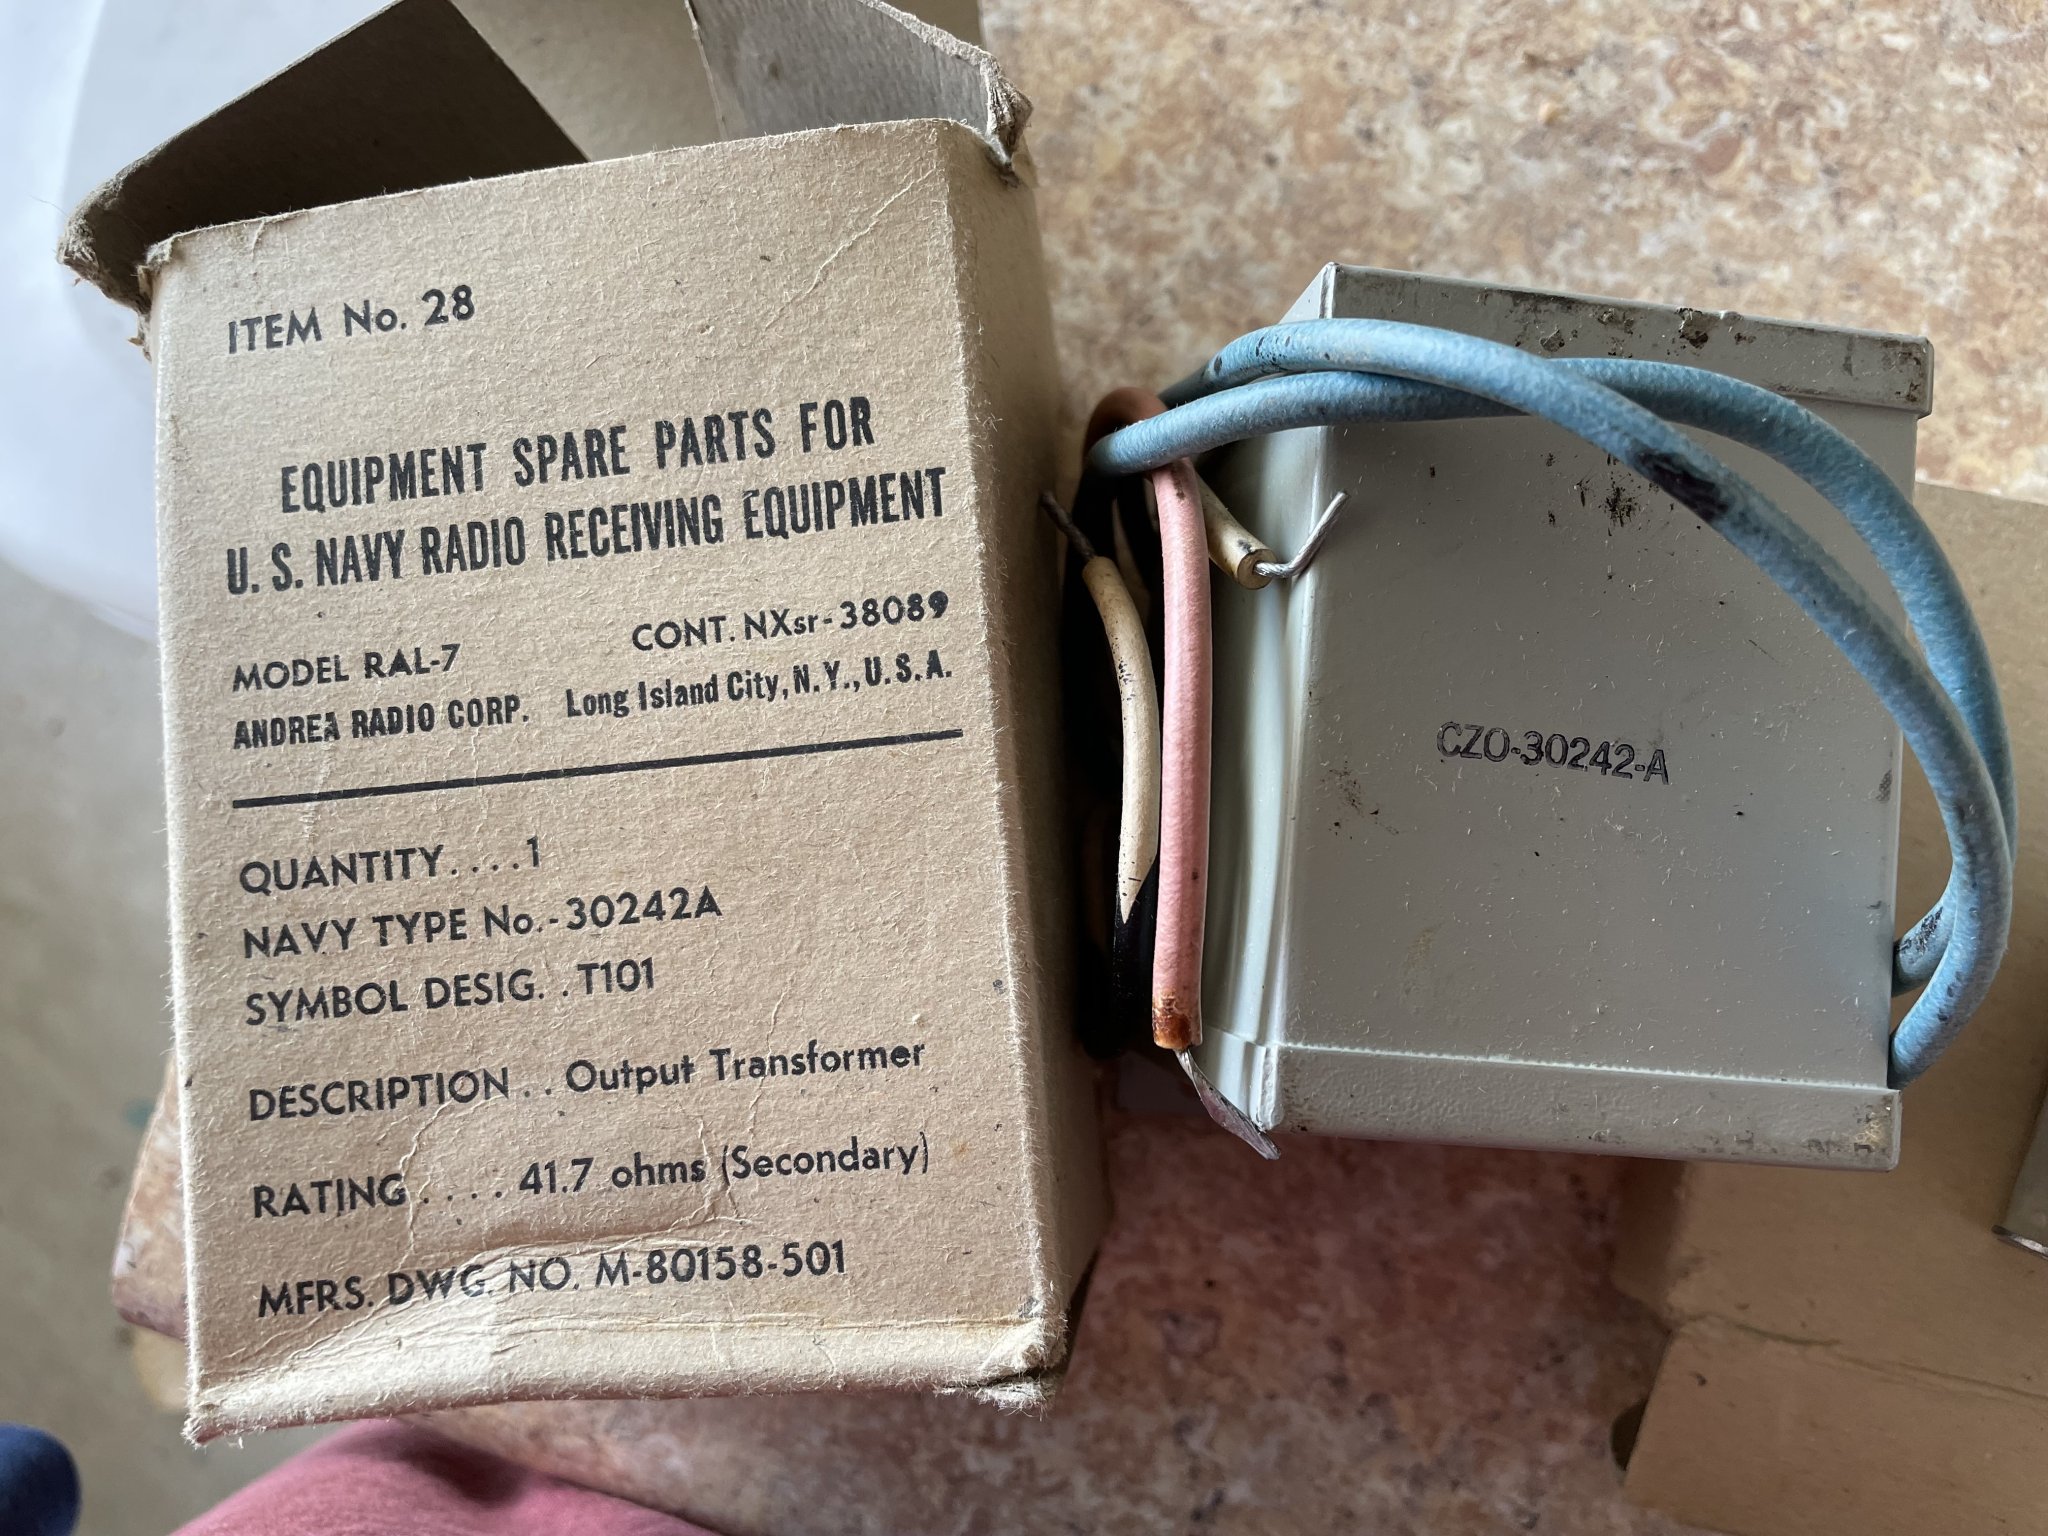 ITEM No. 28
EQUIPMENT SPARE PARTS FOR
U. S. NAVY RADIO RECEIVING EQUIPMENT
MODEL RAL-7 CONT. NXsr-38089
ANDREA RADIO CORP. Long Island City, N. Y., U. S. A.
QUANTITY....1
NAVY TYPE No.-30242A
SYMBOL DESIG. .T101
DESCRIPTION.. Output Transformer
RATING.... 41.7 ohms (Secondary)
MFRS. DWG. NO. M-80158-501
CZO-30242-A